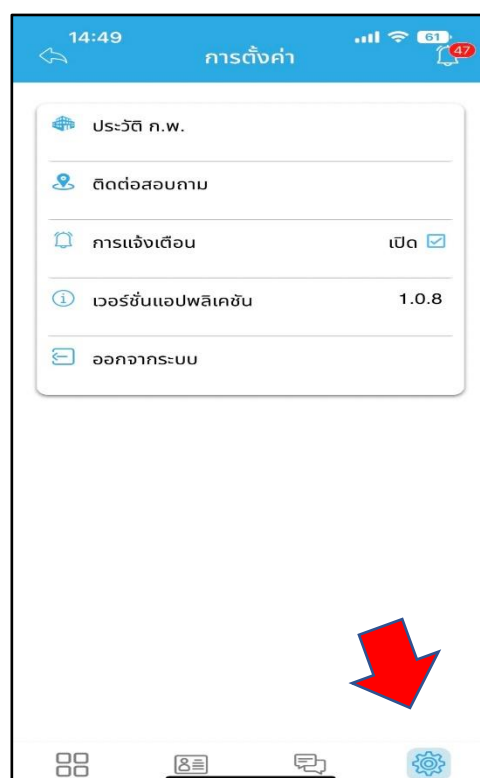 14:49
61
47
การตั้งค่า
ประวัติ ก.พ.
ติดต่อสอบถาม
การแจ้งเตือน เปิด
เวอร์ชั่นแอปพลิเคชัน 1.0.8
ออกจากระบบ